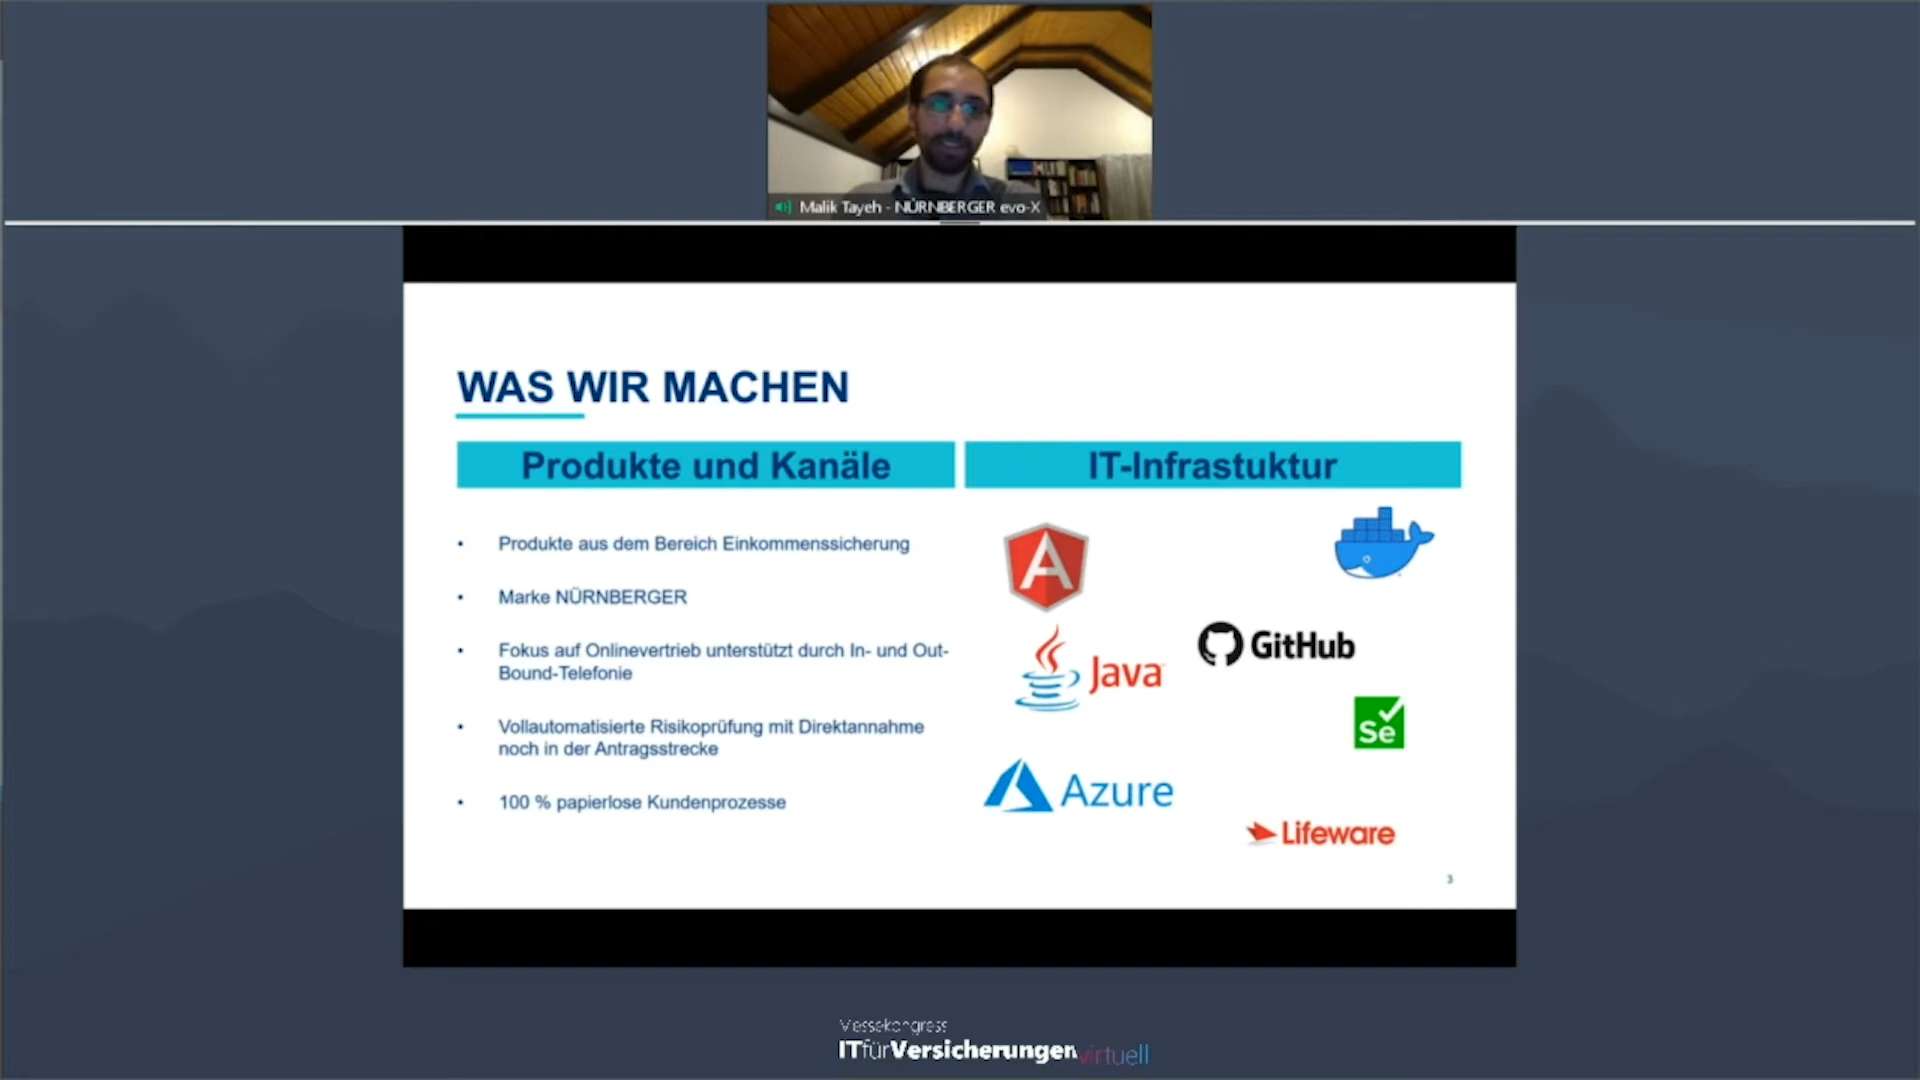 Malik Tayeh - NÜRNBERGER evo-X
WAS WIR MACHEN
Produkte und Kanäle
IT-Infrastuktur
• Produkte aus dem Bereich Einkommenssicherung
• Marke NÜRNBERGER
• Fokus auf Onlinevertrieb unterstützt durch In- und Out-
Bound-Telefonie
• Vollautomatisierte Risikoprüfung mit Direktannahme
noch in der Antragsstrecke
• 100 % papierlose Kundenprozesse
A
Java
GitHub
Se
Azure
Lifeware
3
Messekongress
ITfürVersicherungen virtuell